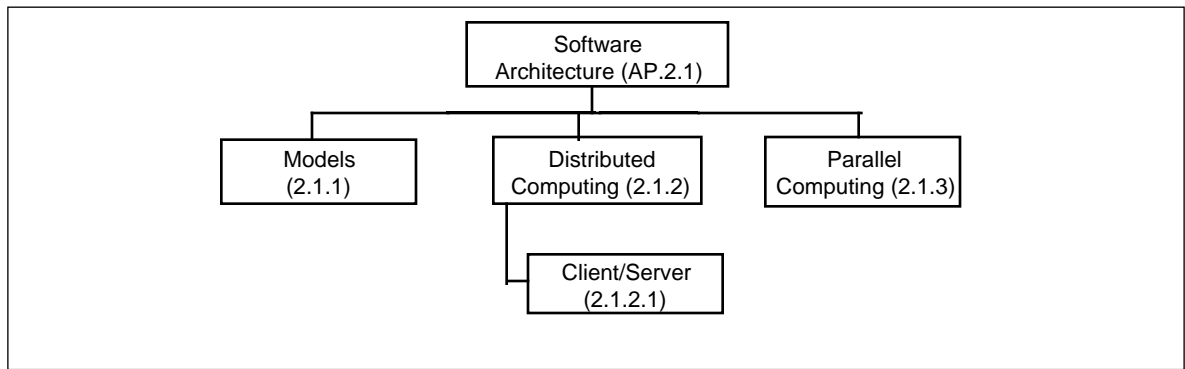 Software
Architecture (AP.2.1)
Models
(2.1.1)
Distributed
Computing (2.1.2)
Parallel
Computing (2.1.3)
Client/Server
(2.1.2.1)